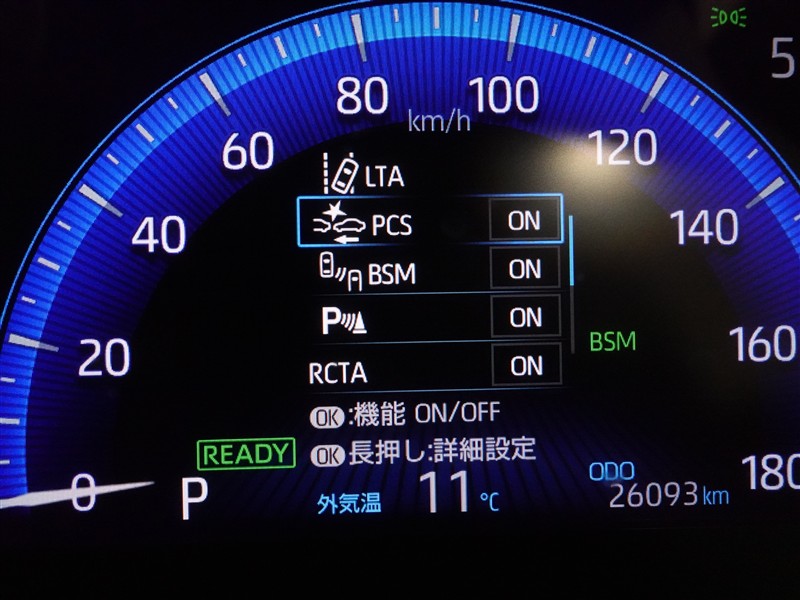 5
80
100
km/h
60
120
LTA
40
PCS ON
140
BSM ON
P ON
BSM
20
160
RCTA ON
OK:機能 ON/OFF
READY
OK長押し:詳細設定
0
P
外気温 11℃
ODO
26093km
180